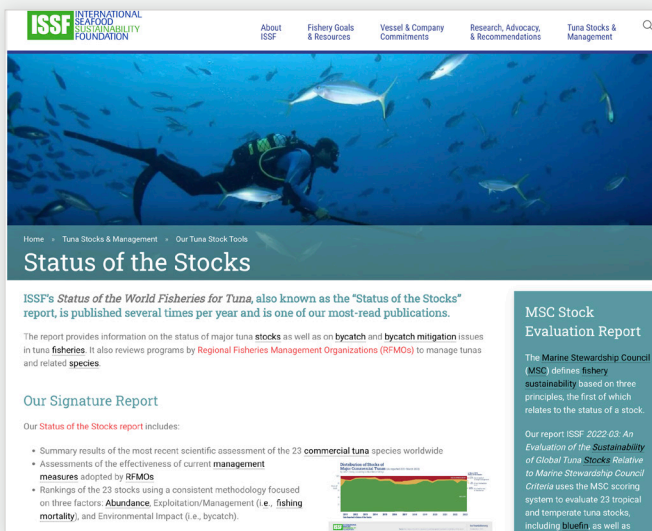 ISSF
INTERNATIONAL
SEAFOOD
SUSTAINABILITY
FOUNDATION
About
ISSF
Fishery Goals
& Resources
Vessel & Company
Commitments
Research, Advocacy,
& Recommendations
Tuna Stocks &
Management
Home » Tuna Stocks & Management » Our Tuna Stock Tools
Status of the Stocks
ISSF's Status of the World Fisheries for Tuna, also known as the “Status of the Stocks”
report, is published several times per year and is one of our most-read publications.
The report provides information on the status of major tuna stocks as well as on bycatch and bycatch mitigation issues
in tuna fisheries. It also reviews programs by Regional Fisheries Management Organizations (RFMOs) to manage tunas
and related species.
Our Signature Report
Our Status of the Stocks report includes:
• Summary results of the most recent scientific assessment of the 23 commercial tuna species worldwide
• Assessments of the effectiveness of current management
measures adopted by RFMOs
• Rankings of the 23 stocks using a consistent methodology focused
on three factors: Abundance, Exploitation/Management (i.e., fishing
mortality), and Environmental Impact (i.e., bycatch).
Distribution of Stocks of
Major Commercial Tunas
MSC Stock
Evaluation Report
The Marine Stewardship Council
(MSC) defines fishery
sustainability based on three
principles, the first of which
relates to the status of a stock.
Our report ISSF 2022-03: An
Evaluation of the Sustainability
of Global Tuna Stocks Relative
to Marine Stewardship Council
Criteria uses the MSC scoring
system to evaluate 23 tropical
and temperate tuna stocks,
including bluefin, as well as